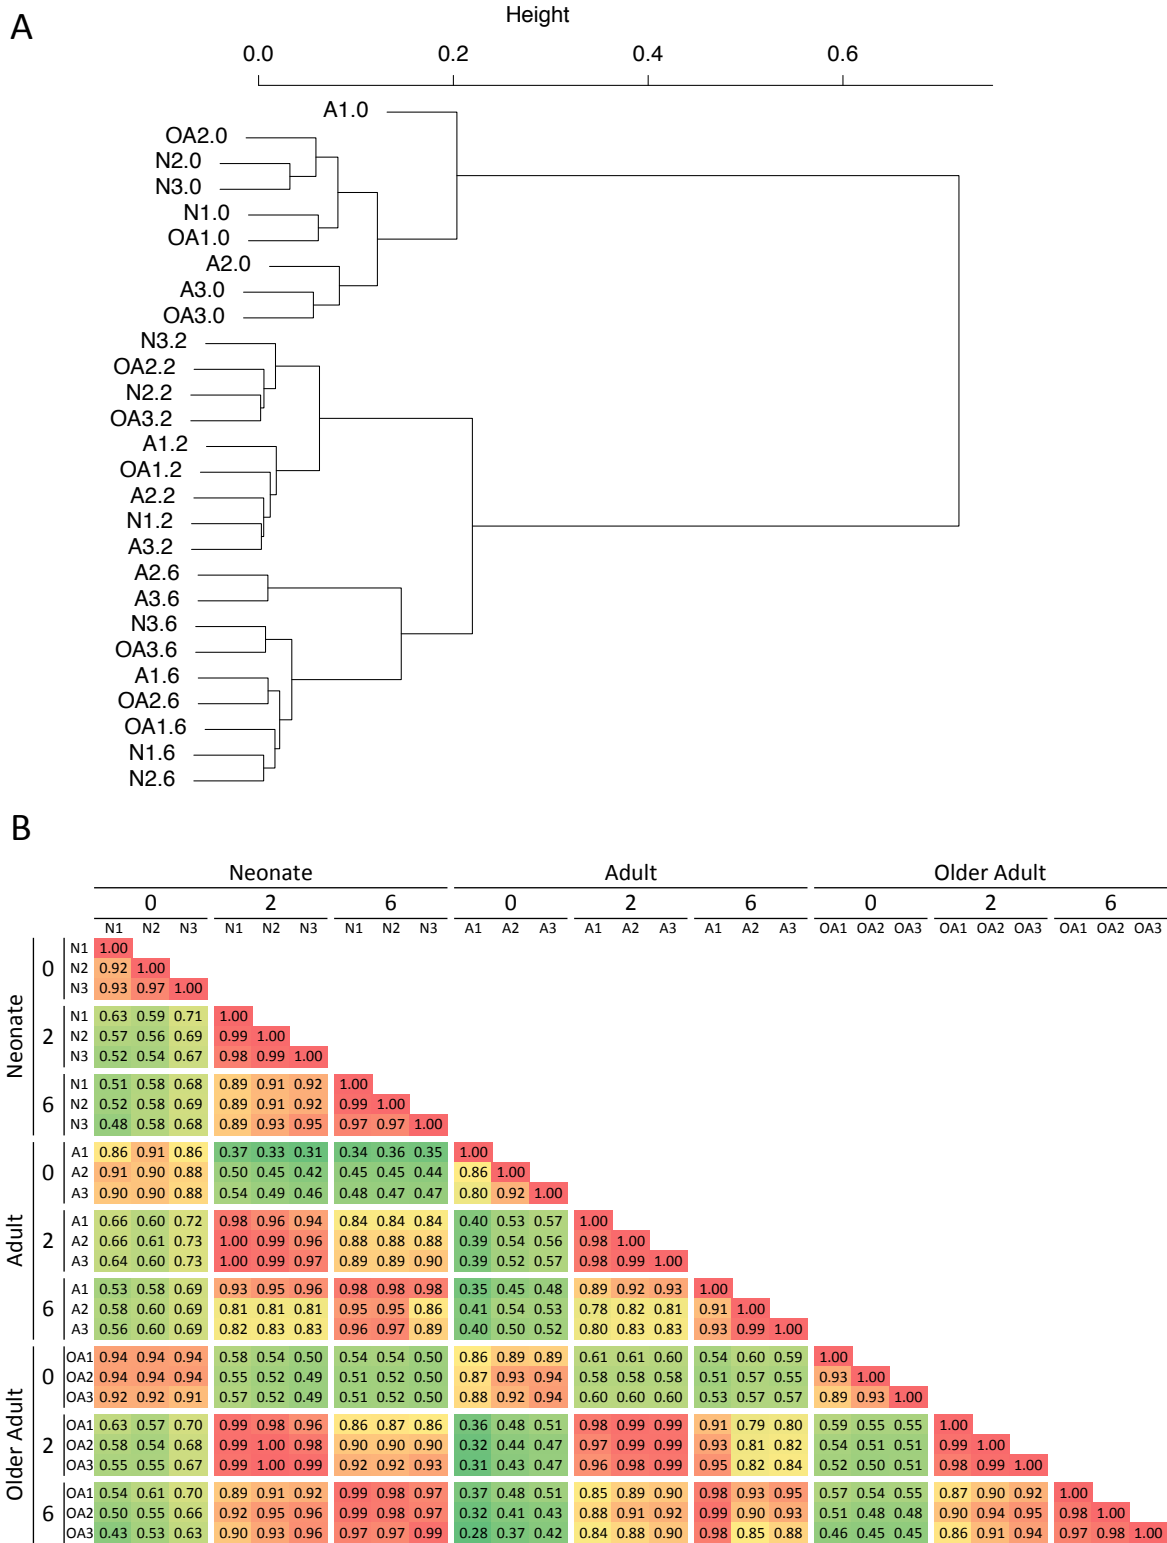 A
Height
0.0 0.2 0.4 0.6
A1.0
OA2.0
N2.0
N3.0
N1.0
OA1.0
A2.0
A3.0
OA3.0
N3.2
OA2.2
N2.2
OA3.2
A1.2
OA1.2
A2.2
N1.2
A3.2
A2.6
A3.6
N3.6
OA3.6
A1.6
OA2.6
OA1.6
N1.6
N2.6
B
Neonate Adult Older Adult
0 2 6 0 2 6 0 2 6
N1 N2 N3 N1 N2 N3 N1 N2 N3 A1 A2 A3 A1 A2 A3 A1 A2 A3 OA1 OA2 OA3 OA1 OA2 OA3 OA1 OA2 OA3
Neonate
0
N1 1.00
N2 0.92 1.00
N3 0.93 0.97 1.00
2
N1 0.63 0.59 0.71 1.00
N2 0.57 0.56 0.69 0.99 1.00
N3 0.52 0.54 0.67 0.98 0.99 1.00
6
N1 0.51 0.58 0.68 0.89 0.91 0.92 1.00
N2 0.52 0.58 0.69 0.89 0.91 0.92 0.99 1.00
N3 0.48 0.58 0.68 0.89 0.93 0.95 0.97 0.97 1.00
Adult
0
A1 0.86 0.91 0.86 0.37 0.33 0.31 0.34 0.36 0.35 1.00
A2 0.91 0.90 0.88 0.50 0.45 0.42 0.45 0.45 0.44 0.86 1.00
A3 0.90 0.90 0.88 0.54 0.49 0.46 0.48 0.47 0.47 0.80 0.92 1.00
2
A1 0.66 0.60 0.72 0.98 0.96 0.94 0.84 0.84 0.84 0.40 0.53 0.57 1.00
A2 0.66 0.61 0.73 1.00 0.99 0.96 0.88 0.88 0.88 0.39 0.54 0.56 0.98 1.00
A3 0.64 0.60 0.73 1.00 0.99 0.97 0.89 0.89 0.90 0.39 0.52 0.57 0.98 0.99 1.00
6
A1 0.53 0.58 0.69 0.93 0.95 0.96 0.98 0.98 0.98 0.35 0.45 0.48 0.89 0.92 0.93 1.00
A2 0.58 0.60 0.69 0.81 0.81 0.81 0.95 0.95 0.86 0.41 0.54 0.53 0.78 0.82 0.81 0.91 1.00
A3 0.56 0.60 0.69 0.82 0.83 0.83 0.96 0.97 0.89 0.40 0.50 0.52 0.80 0.83 0.83 0.93 0.99 1.00
Older Adult
0
OA1 0.94 0.94 0.94 0.58 0.54 0.50 0.54 0.54 0.50 0.86 0.89 0.89 0.61 0.61 0.60 0.54 0.60 0.59 1.00
OA2 0.94 0.94 0.94 0.55 0.52 0.49 0.51 0.52 0.50 0.87 0.93 0.94 0.58 0.58 0.58 0.51 0.57 0.55 0.93 1.00
OA3 0.92 0.92 0.91 0.57 0.52 0.49 0.51 0.52 0.50 0.88 0.92 0.94 0.60 0.60 0.60 0.53 0.57 0.57 0.89 0.93 1.00
2
OA1 0.63 0.57 0.70 0.99 0.98 0.96 0.86 0.87 0.86 0.36 0.48 0.51 0.98 0.99 0.99 0.91 0.79 0.80 0.59 0.55 0.55 1.00
OA2 0.58 0.54 0.68 0.99 1.00 0.98 0.90 0.90 0.90 0.32 0.44 0.47 0.97 0.99 0.99 0.93 0.81 0.82 0.54 0.51 0.51 0.99 1.00
OA3 0.55 0.55 0.67 0.99 1.00 0.99 0.92 0.92 0.93 0.31 0.43 0.47 0.96 0.98 0.99 0.95 0.82 0.84 0.52 0.50 0.51 0.98 0.99 1.00
6
OA1 0.54 0.61 0.70 0.89 0.91 0.92 0.99 0.98 0.97 0.37 0.48 0.51 0.85 0.89 0.90 0.98 0.93 0.95 0.57 0.54 0.55 0.87 0.90 0.92 1.00
OA2 0.50 0.55 0.66 0.92 0.95 0.96 0.99 0.98 0.97 0.32 0.41 0.43 0.88 0.91 0.92 0.99 0.90 0.93 0.51 0.48 0.48 0.90 0.94 0.95 0.98 1.00
OA3 0.43 0.53 0.63 0.90 0.93 0.96 0.97 0.97 0.99 0.28 0.37 0.42 0.84 0.88 0.90 0.98 0.85 0.88 0.46 0.45 0.45 0.86 0.91 0.94 0.97 0.98 1.00